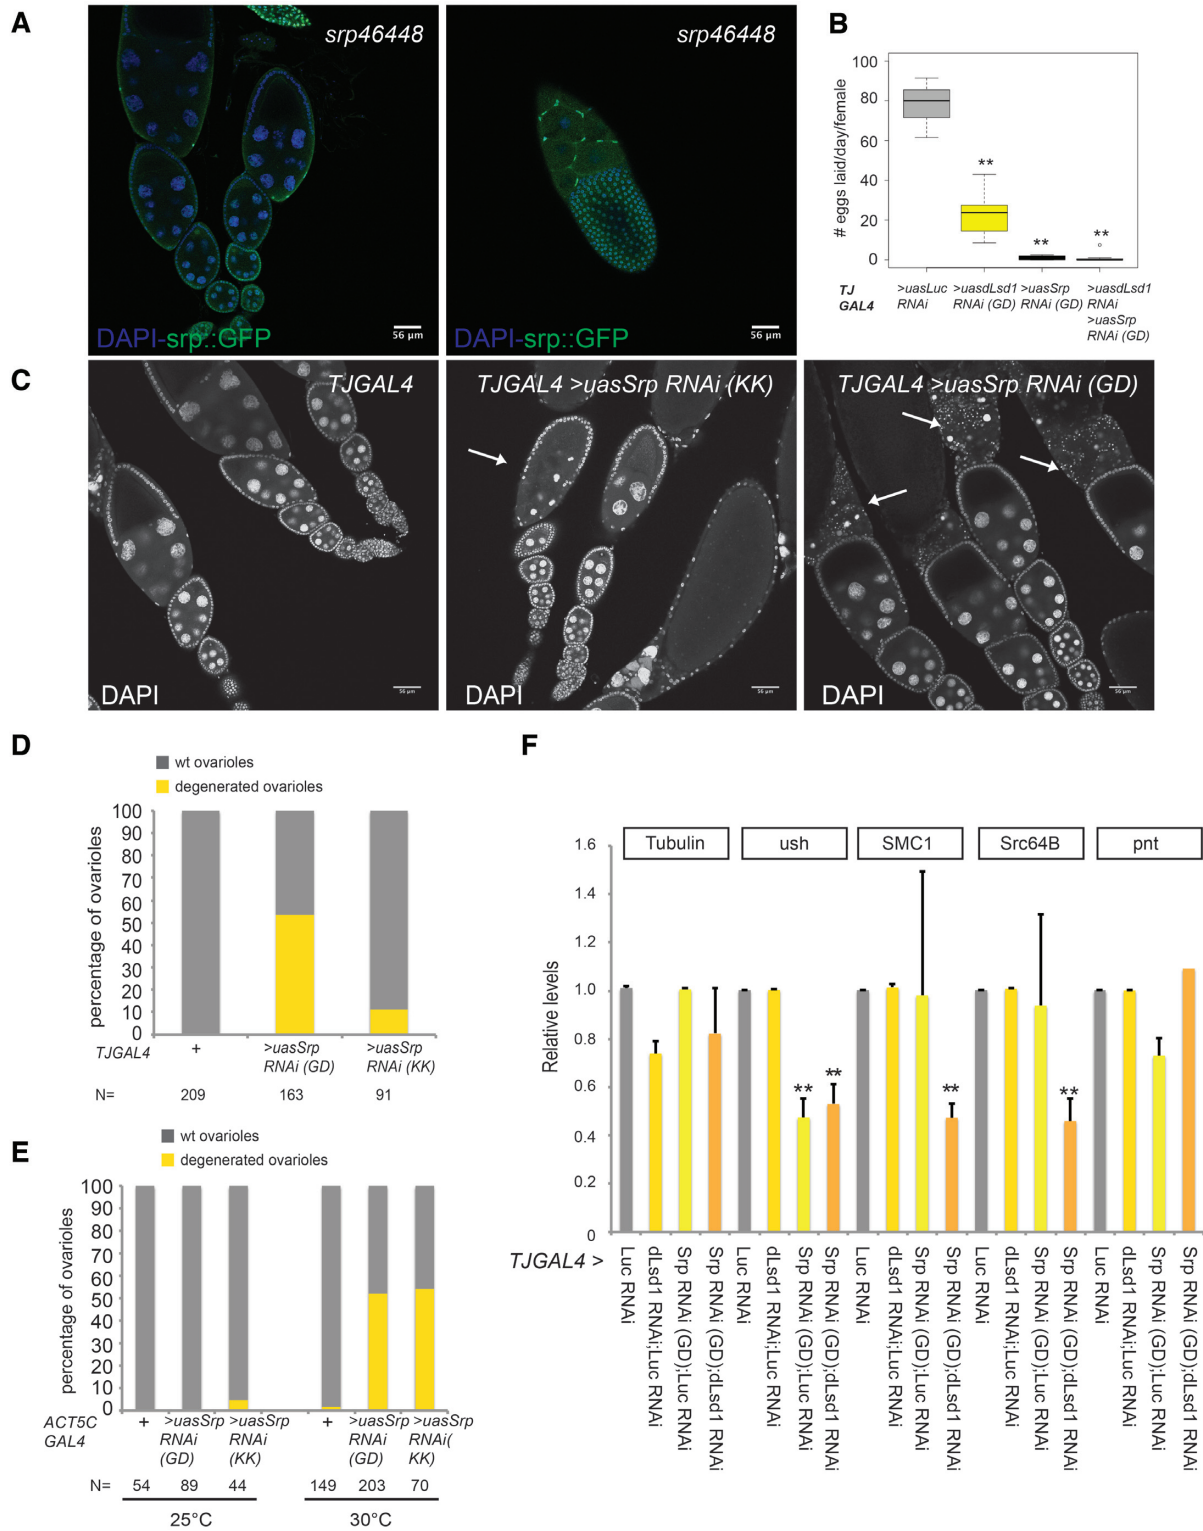 A
srp46448
srp46448
DAPI-srp::GFP
56 µm
DAPI-srp::GFP
56 µm
B
# eggs laid/day/female
100
80
60
40
20
0
**
**
**
TJ
GAL4
>uasLuc
RNAi
>uasdLsd1
RNAi (GD)
>uasSrp
RNAi (GD)
>uasdLsd1
RNAi
>uasSrp
RNAi (GD)
C
TJGAL4
DAPI
56 µm
TJGAL4 >uasSrp RNAi (KK)
DAPI
56 µm
TJGAL4 >uasSrp RNAi (GD)
DAPI
56 µm
D
wt ovarioles
degenerated ovarioles
percentage of ovarioles
100
90
80
70
60
50
40
30
20
10
0
TJGAL4
+
>uasSrp
RNAi (GD)
>uasSrp
RNAi (KK)
N=
209
163
91
E
wt ovarioles
degenerated ovarioles
percentage of ovarioles
100
90
80
70
60
50
40
30
20
10
0
ACT5C
GAL4
+
>uasSrp
RNAi
(GD)
>uasSrp
RNAi
(KK)
+
>uasSrp
RNAi
(GD)
>uasSrp
RNAi(
KK)
N=
54
89
44
149
203
70
25°C
30°C
F
Tubulin
ush
SMC1
Src64B
pnt
Relative levels
1.6
1.4
1.2
1.0
0.8
0.6
0.4
0.2
0
**
**
**
**
TJGAL4 >
Luc RNAi
dLsd1 RNAi;Luc RNAi
Srp RNAi (GD);Luc RNAi
Srp RNAi (GD);dLsd1 RNAi
Luc RNAi
dLsd1 RNAi;Luc RNAi
Srp RNAi (GD);Luc RNAi
Srp RNAi (GD);dLsd1 RNAi
Luc RNAi
dLsd1 RNAi;Luc RNAi
Srp RNAi (GD);Luc RNAi
Srp RNAi (GD);dLsd1 RNAi
Luc RNAi
dLsd1 RNAi;Luc RNAi
Srp RNAi (GD);Luc RNAi
Srp RNAi (GD);dLsd1 RNAi
Luc RNAi
dLsd1 RNAi;Luc RNAi
Srp RNAi (GD);Luc RNAi
Srp RNAi (GD);dLsd1 RNAi